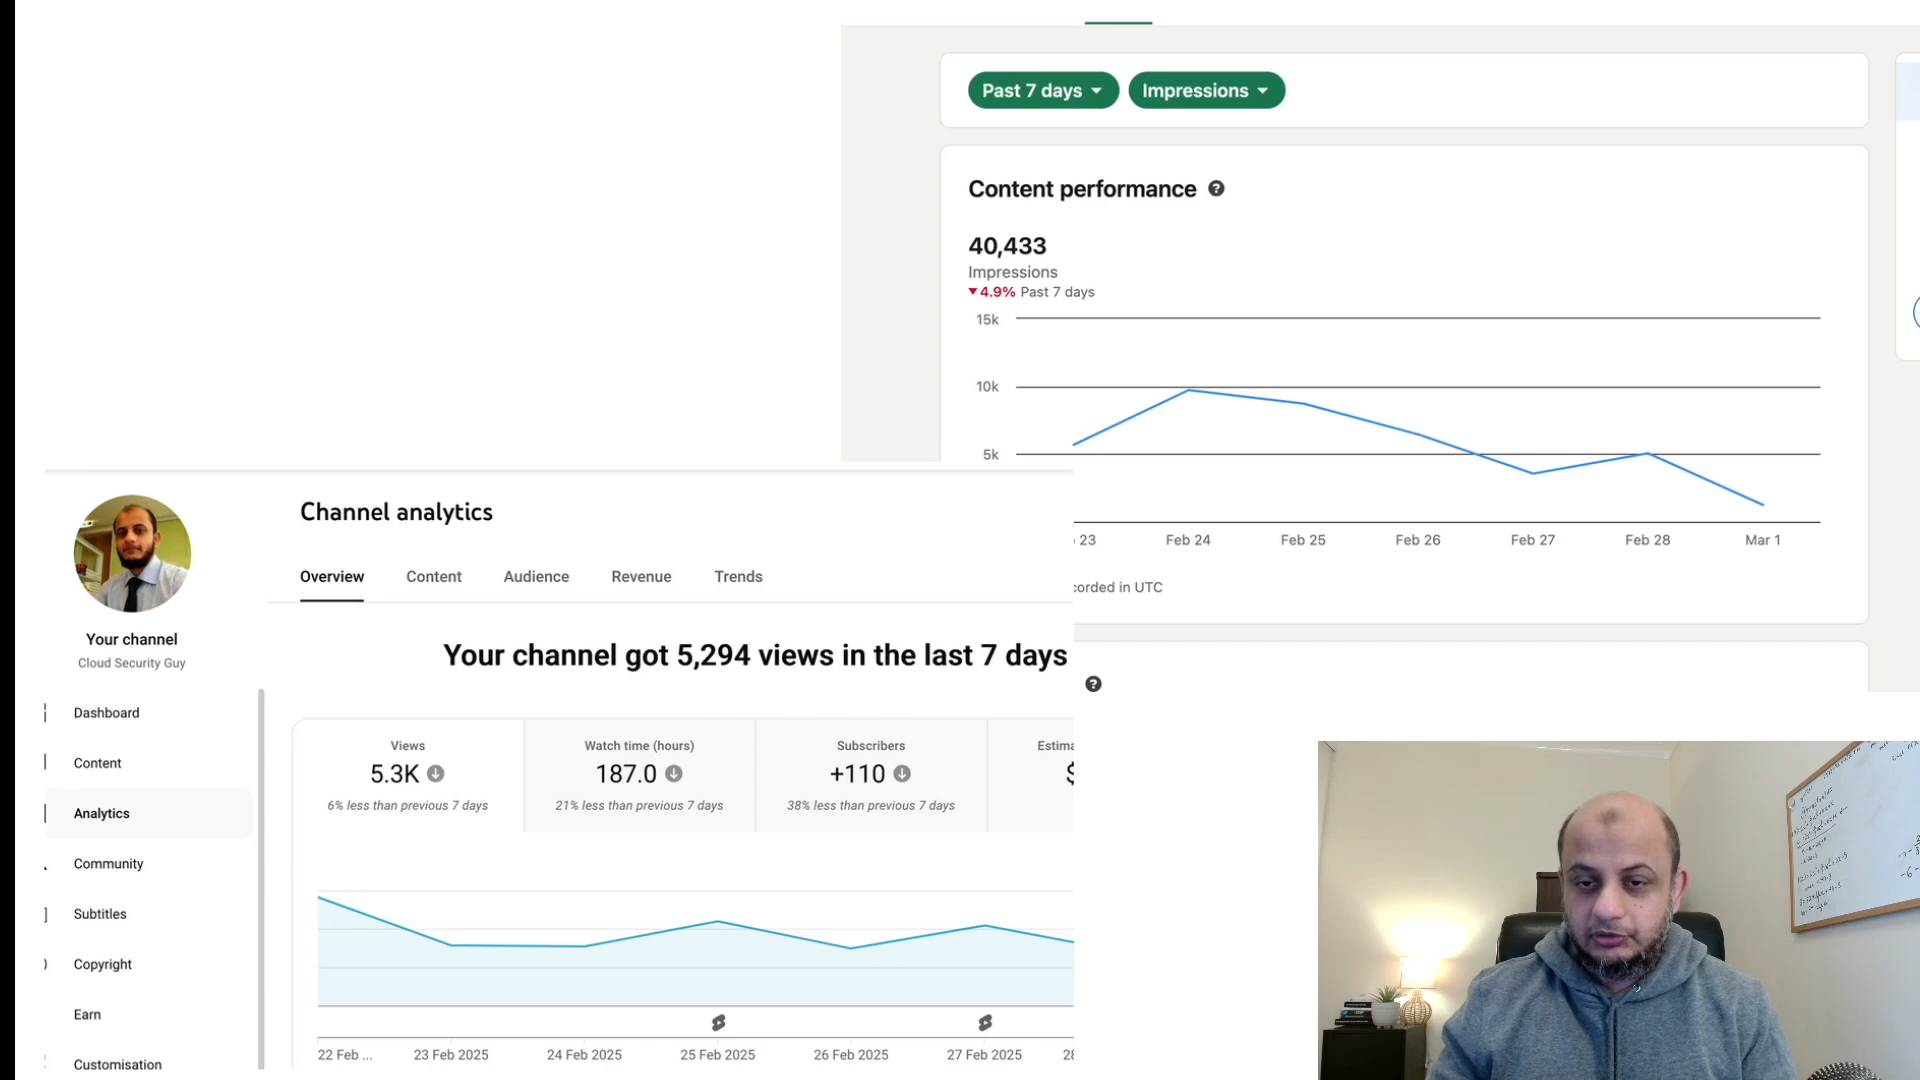 Past 7 days
Impressions
Content performance
40,433
Impressions
4.9% Past 7 days
15k
10k
5k
23
Feb 24
Feb 25
Feb 26
Feb 27
Feb 28
Mar 1
corded in UTC
Channel analytics
Overview
Content
Audience
Revenue
Trends
Your channel
Cloud Security Guy
Dashboard
Content
Analytics
Community
Subtitles
Copyright
Earn
Customisation
Your channel got 5,294 views in the last 7 days
Views
5.3K
6% less than previous 7 days
Watch time (hours)
187.0
21% less than previous 7 days
Subscribers
+110
38% less than previous 7 days
Estima
$
22 Feb ...
23 Feb 2025
24 Feb 2025
25 Feb 2025
26 Feb 2025
27 Feb 2025
28